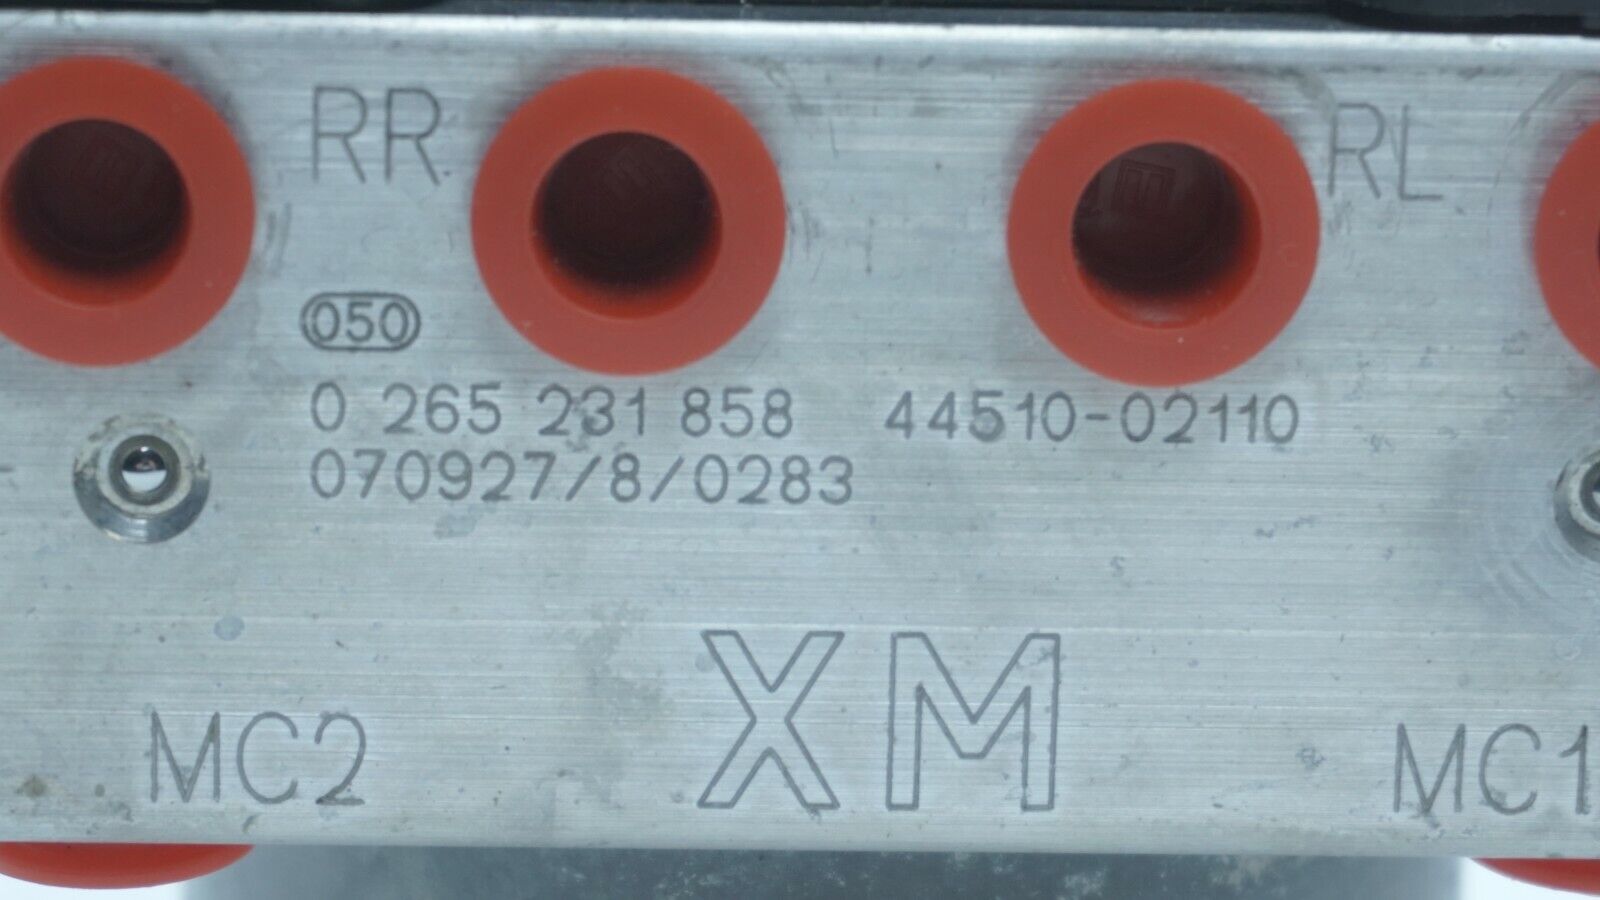 RR RL
050
0 265 231 858 44510-02110
070927/8/0283
XM
MC2 MC1